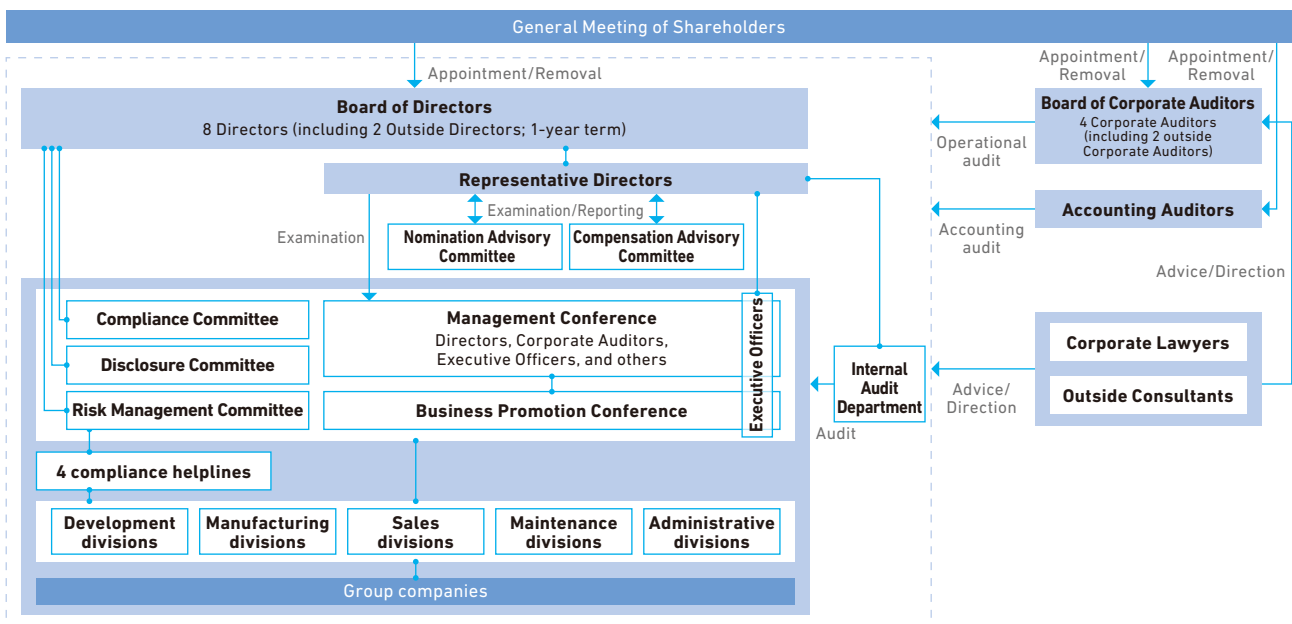 General Meeting of Shareholders
Appointment/Removal
Appointment/
Removal
Appointment/
Removal
Board of Directors
8 Directors (including 2 Outside Directors; 1-year term)
Board of Corporate Auditors
4 Corporate Auditors
(including 2 outside
Corporate Auditors)
Operational
audit
Representative Directors
Accounting Auditors
Examination/Reporting
Examination
Accounting
audit
Nomination Advisory
Committee
Compensation Advisory
Committee
Advice/Direction
Compliance Committee
Disclosure Committee
Risk Management Committee
Management Conference
Directors, Corporate Auditors,
Executive Officers, and others
Business Promotion Conference
Executive Officers
Internal
Audit
Department
Audit
Advice/
Direction
Corporate Lawyers
Outside Consultants
4 compliance helplines
Development
divisions
Manufacturing
divisions
Sales
divisions
Maintenance
divisions
Administrative
divisions
Group companies